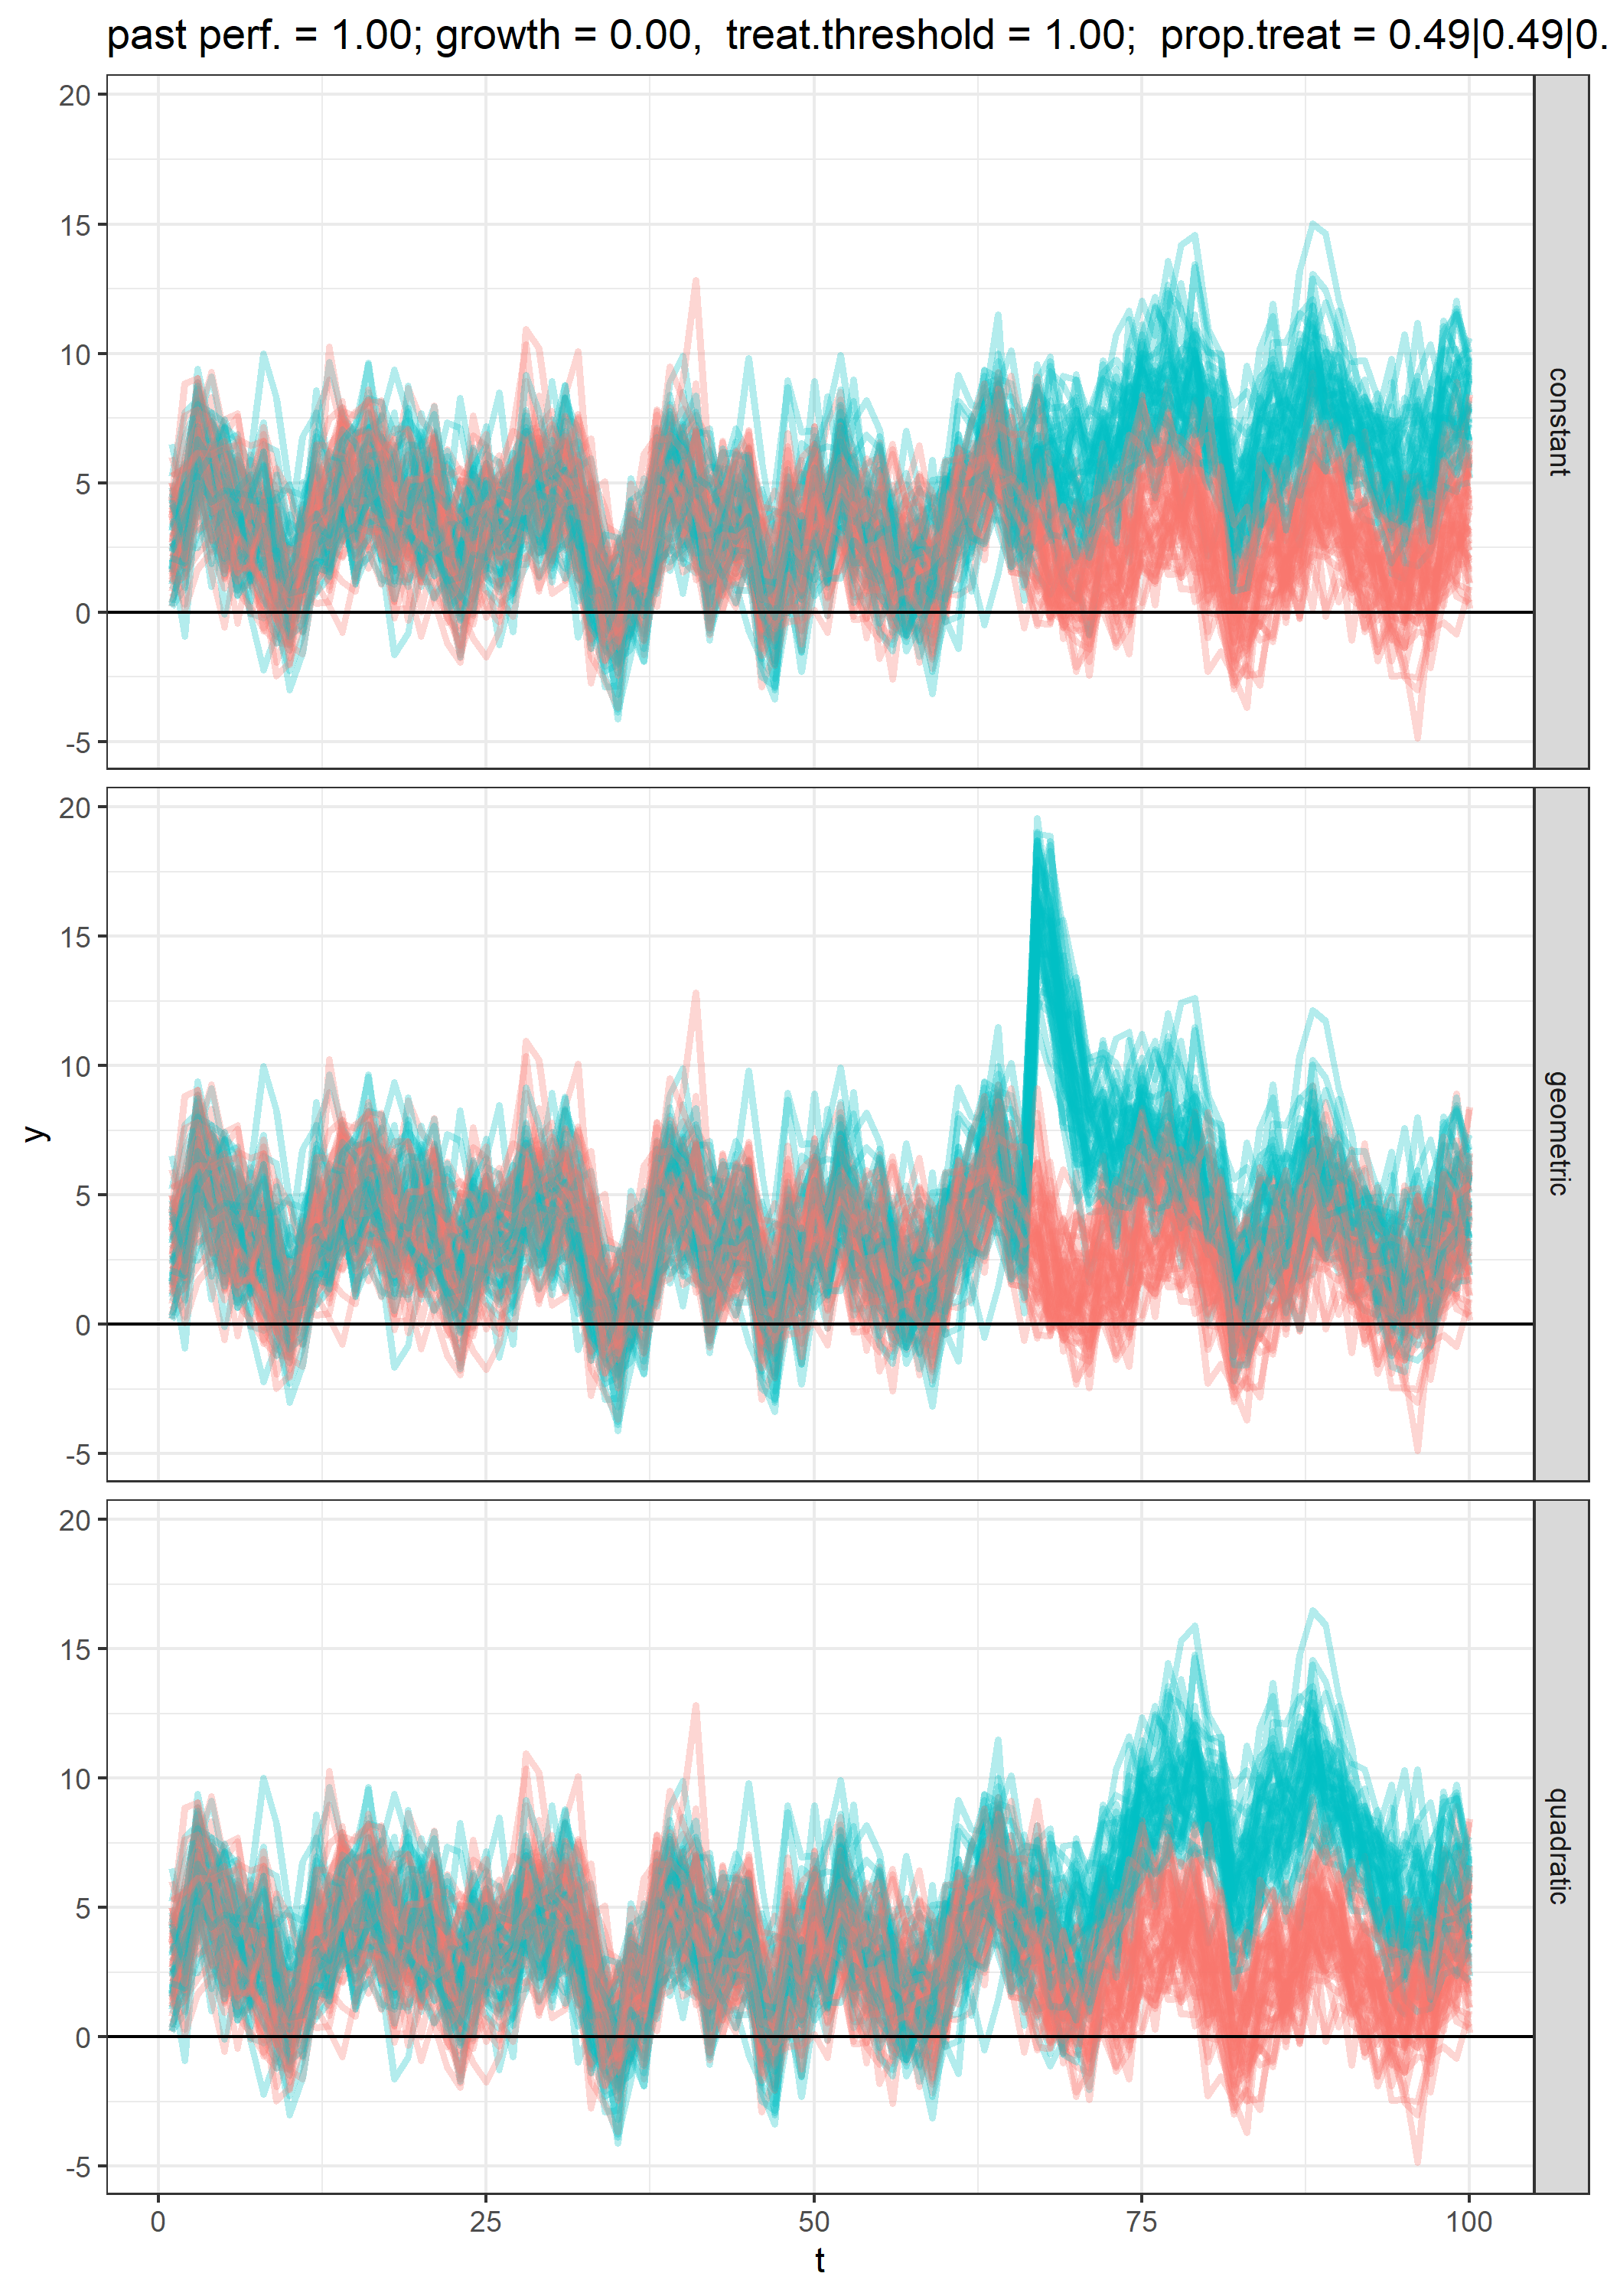 past perf. = 1.00; growth = 0.00,  treat.threshold = 1.00;  prop.treat = 0.49|0.49|0.
20
15
10
5
0
-5
constant
20
15
10
5
0
-5
geometric
y
20
15
10
5
0
-5
quadratic
0 25 50 75 100
t